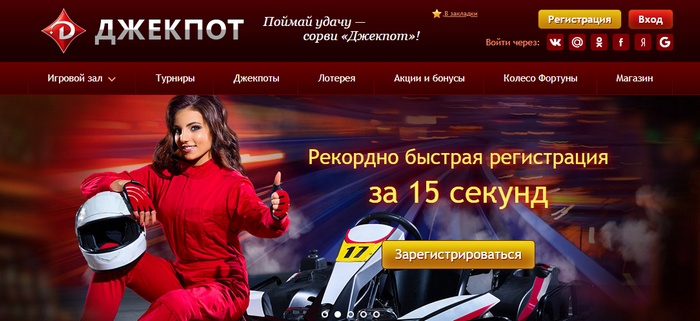 ДЖЕКПОТ
Поймай удачу —
сорви «Джекпот»!
В закладки
Регистрация
Вход
Войти через:
Игровой зал
Турниры
Джекпоты
Лотерея
Акции и бонусы
Колесо Фортуны
Магазин
Рекордно быстрая регистрация
за 15 секунд
17
Зарегистрироваться